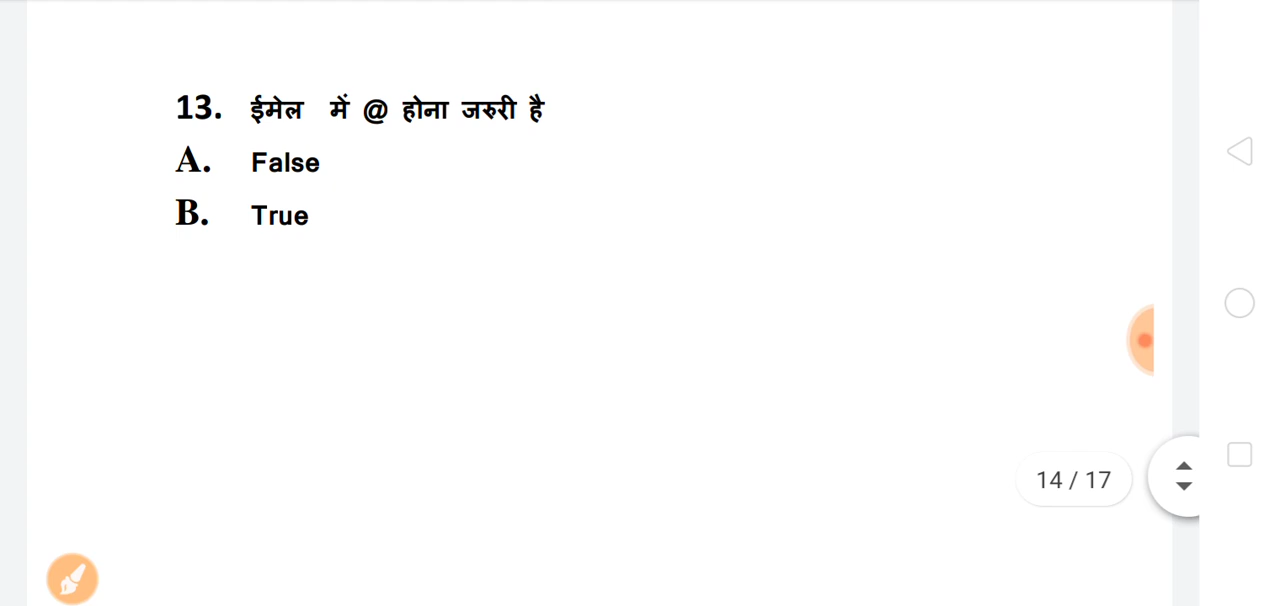 13. ईमेल में @ होना जरुरी है
A. False
B. True
14 / 17